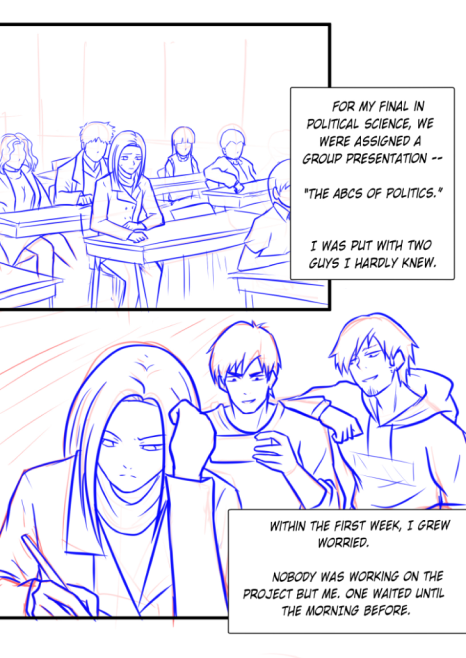 FOR MY FINAL IN
POLITICAL SCIENCE, WE
WERE ASSIGNED A
GROUP PRESENTATION --
"THE ABCS OF POLITICS."
I WAS PUT WITH TWO
GUYS I HARDLY KNEW.
WITHIN THE FIRST WEEK, I GREW
WORRIED.
NOBODY WAS WORKING ON THE
PROJECT BUT ME. ONE WAITED UNTIL
THE MORNING BEFORE.